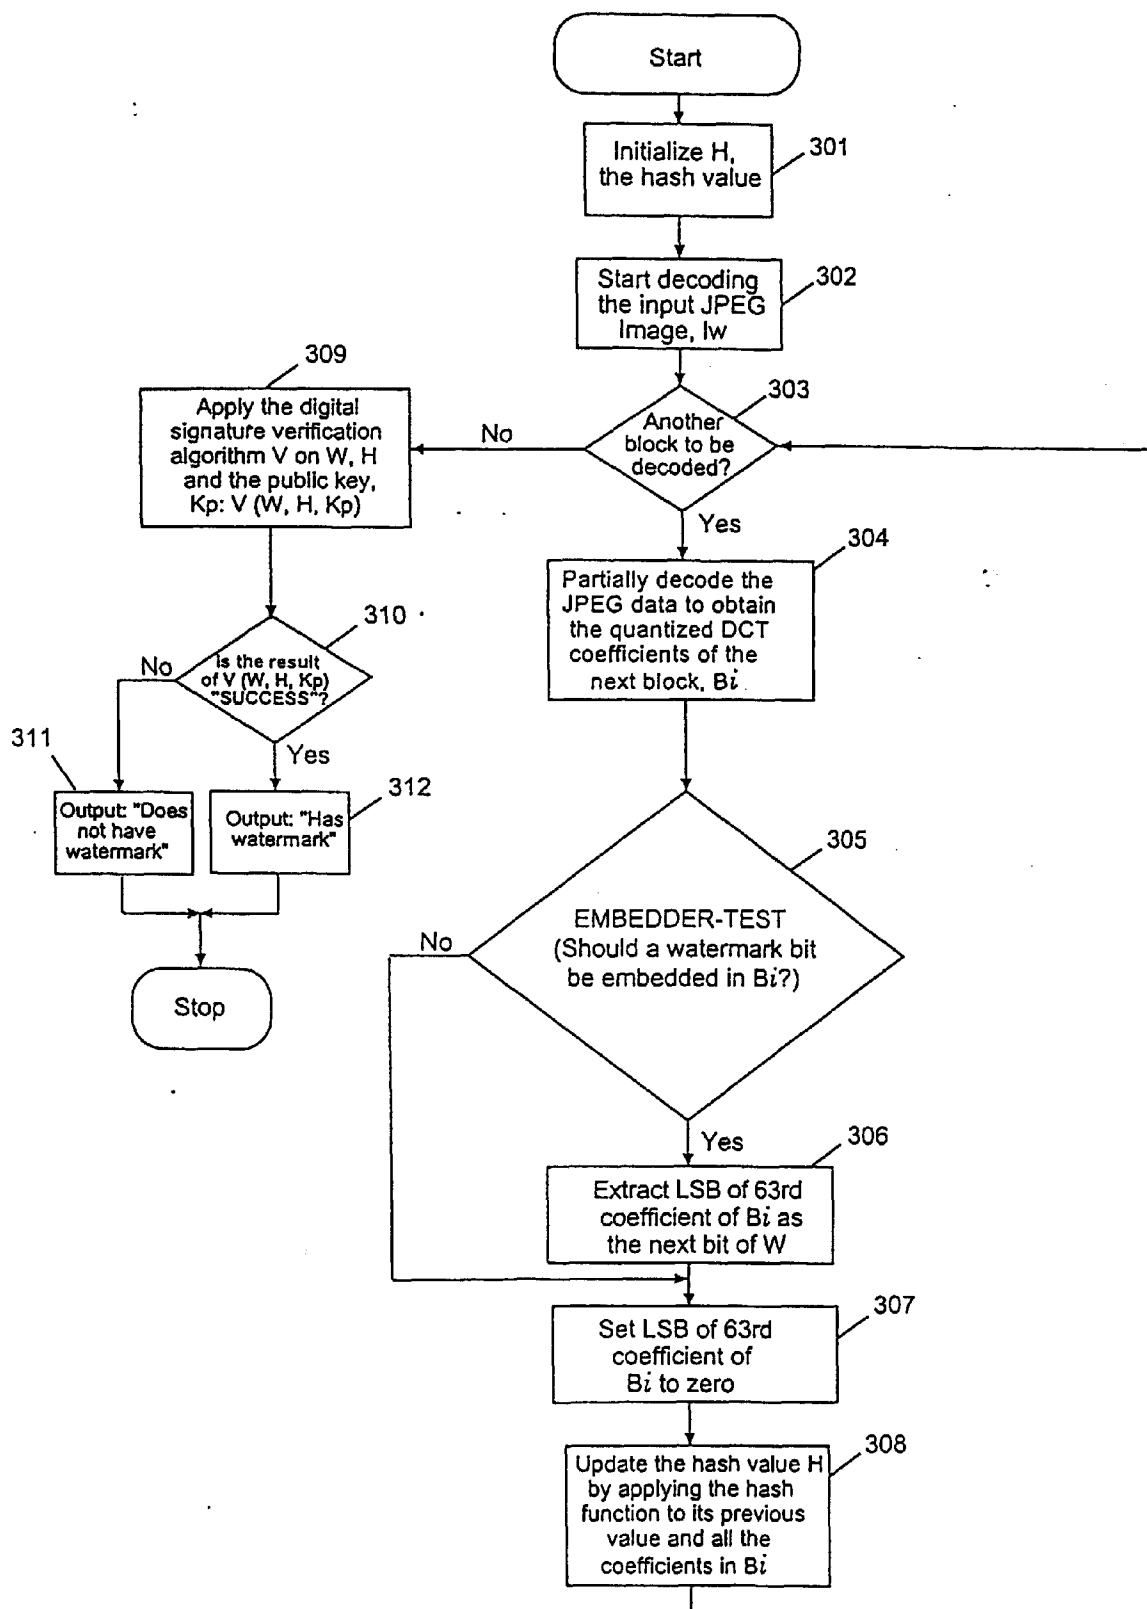 Start
Initialize H,
the hash value
301
Start decoding
the input JPEG
Image, Iw
302
303
Another
block to be
decoded?
No
Yes
309
Apply the digital
signature verification
algorithm V on W, H
and the public key,
Kp: V (W, H, Kp)
304
Partially decode the
JPEG data to obtain
the quantized DCT
coefficients of the
next block, Bi
310
Is the result
of V (W, H, Kp)
"SUCCESS"?
No
Yes
311
Output: "Does
not have
watermark"
312
Output: "Has
watermark"
Stop
305
EMBEDDER-TEST
(Should a watermark bit
be embedded in Bi?)
No
Yes
306
Extract LSB of 63rd
coefficient of Bi as
the next bit of W
307
Set LSB of 63rd
coefficient of
Bi to zero
308
Update the hash value H
by applying the hash
function to its previous
value and all the
coefficients in Bi